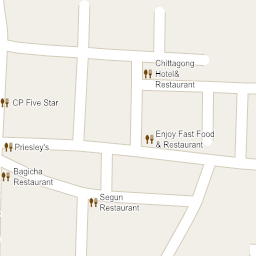 Chittagong
Hotel&
Restaurant
CP Five Star
Enjoy Fast Food
& Restaurant
Priesley's
Bagicha
Restaurant
Segun
Restaurant